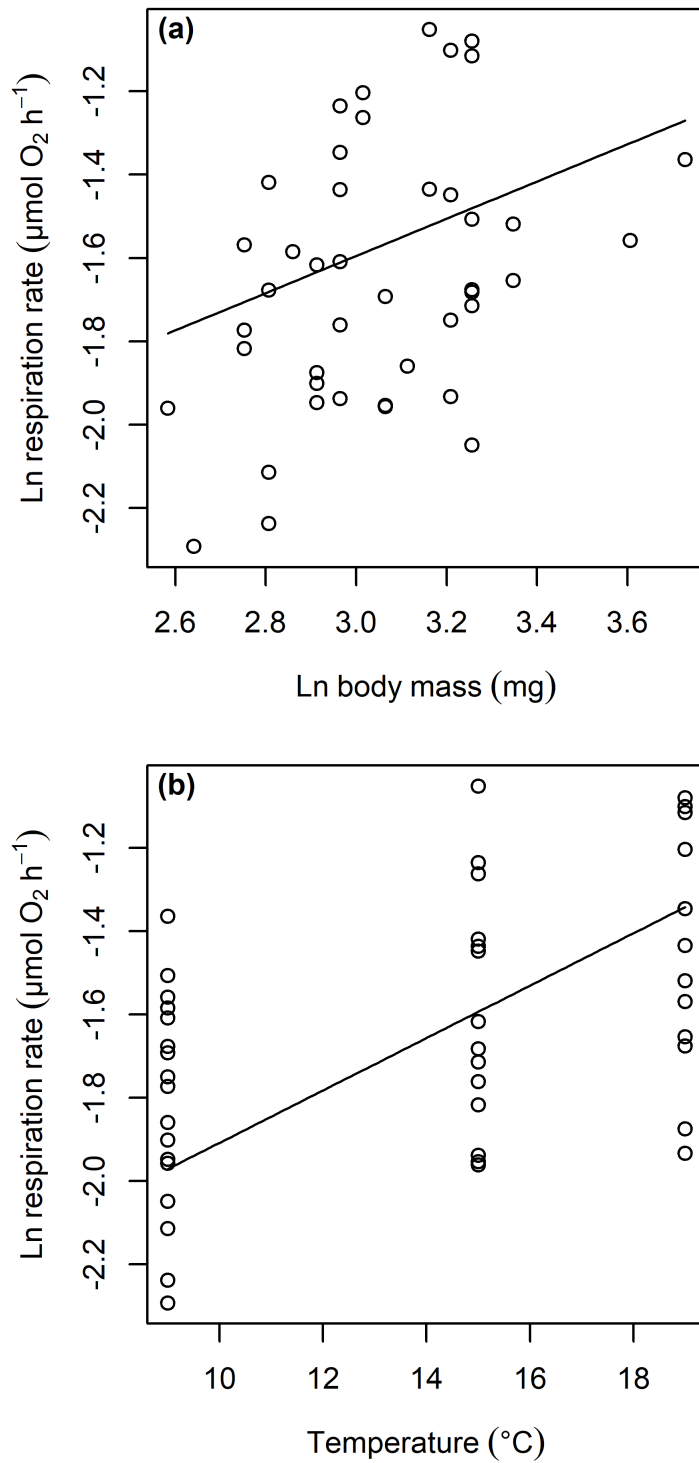 (a)
Ln respiration rate (µmol O₂ h⁻¹)
-1.2
-1.4
-1.6
-1.8
-2.0
-2.2
2.6 2.8 3.0 3.2 3.4 3.6
Ln body mass (mg)
(b)
Ln respiration rate (µmol O₂ h⁻¹)
-1.2
-1.4
-1.6
-1.8
-2.0
-2.2
10 12 14 16 18
Temperature (°C)